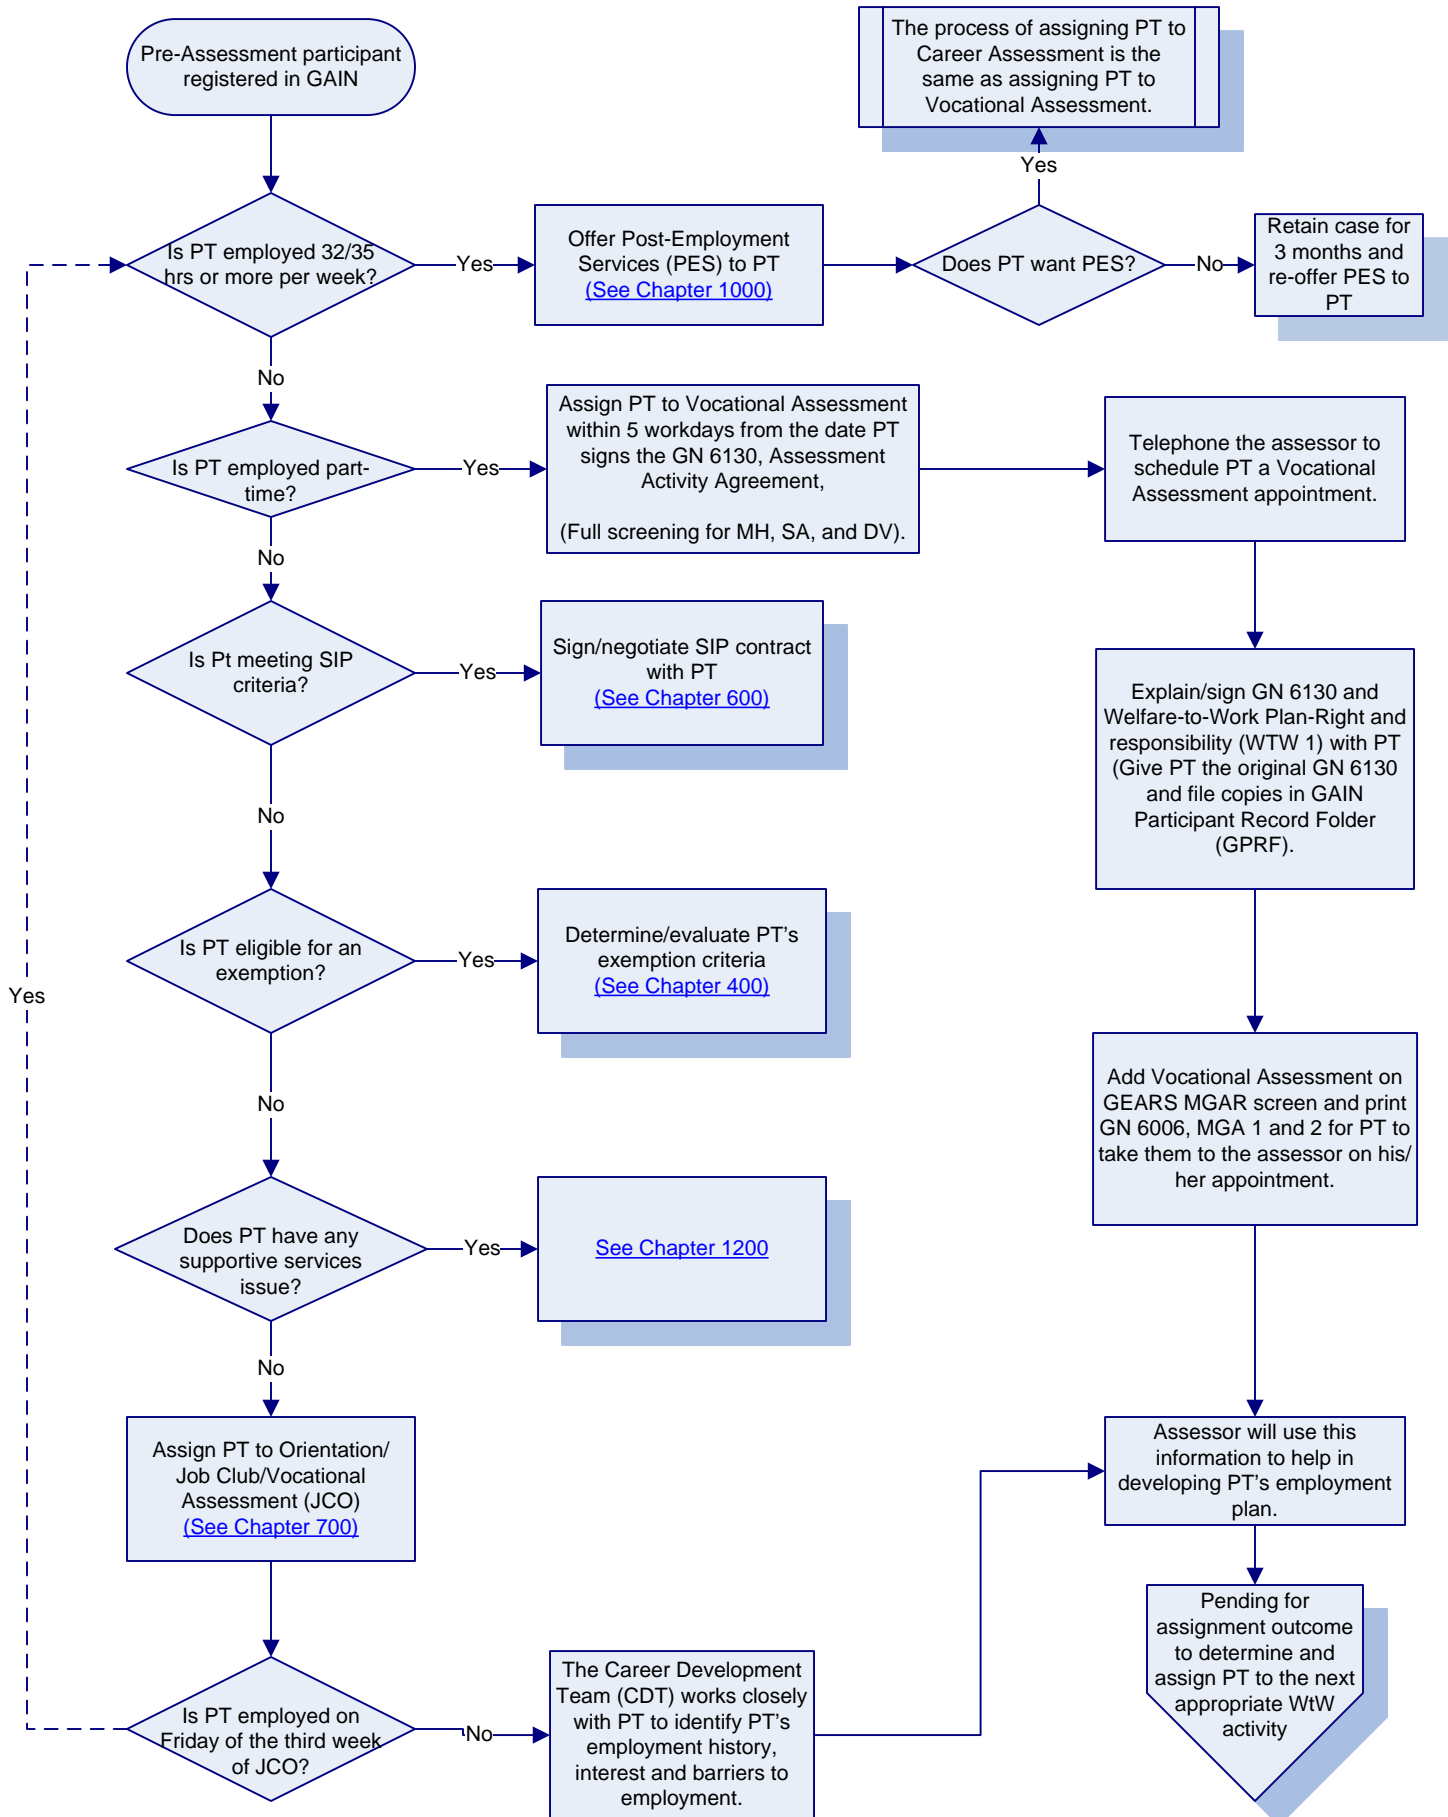 Pre-Assessment participant
registered in GAIN
The process of assigning PT to
Career Assessment is the
same as assigning PT to
Vocational Assessment.
Yes
Is PT employed 32/35
hrs or more per week?
Yes
Offer Post-Employment
Services (PES) to PT
(See Chapter 1000)
Does PT want PES?
No
Retain case for
3 months and
re-offer PES to
PT
No
Is PT employed part-
time?
Yes
Assign PT to Vocational Assessment
within 5 workdays from the date PT
signs the GN 6130, Assessment
Activity Agreement,
(Full screening for MH, SA, and DV).
Telephone the assessor to
schedule PT a Vocational
Assessment appointment.
No
Is Pt meeting SIP
criteria?
Yes
Sign/negotiate SIP contract
with PT
(See Chapter 600)
Explain/sign GN 6130 and
Welfare-to-Work Plan-Right and
responsibility (WTW 1) with PT
(Give PT the original GN 6130
and file copies in GAIN
Participant Record Folder
(GPRF).
No
Is PT eligible for an
exemption?
Yes
Determine/evaluate PT's
exemption criteria
(See Chapter 400)
Yes
Add Vocational Assessment on
GEARS MGAR screen and print
GN 6006, MGA 1 and 2 for PT to
take them to the assessor on his/
her appointment.
No
Does PT have any
supportive services
issue?
Yes
See Chapter 1200
No
Assign PT to Orientation/
Job Club/Vocational
Assessment (JCO)
(See Chapter 700)
Assessor will use this
information to help in
developing PT's employment
plan.
Is PT employed on
Friday of the third week
of JCO?
No
The Career Development
Team (CDT) works closely
with PT to identify PT's
employment history,
interest and barriers to
employment.
Pending for
assignment outcome
to determine and
assign PT to the next
appropriate WtW
activity